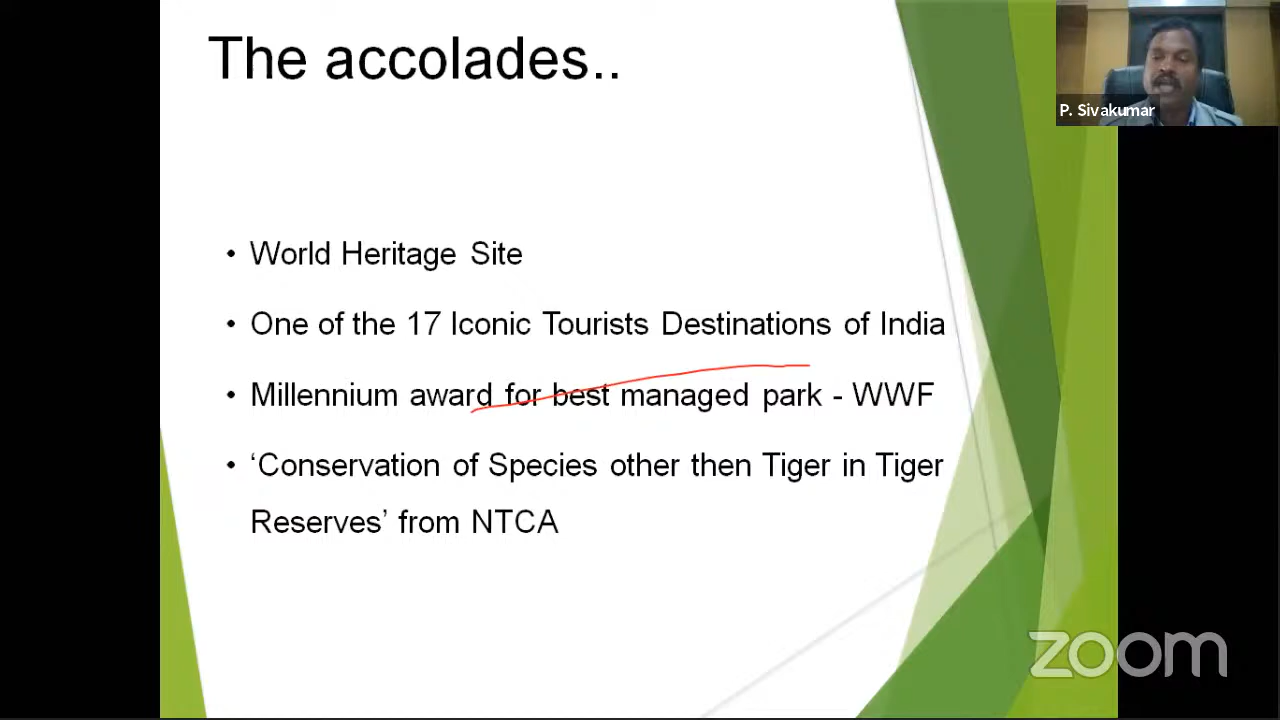 The accolades..
P. Sivakumar
• World Heritage Site
• One of the 17 Iconic Tourists Destinations of India
• Millennium award for best managed park - WWF
• ‘Conservation of Species other then Tiger in Tiger
Reserves’ from NTCA
zoom